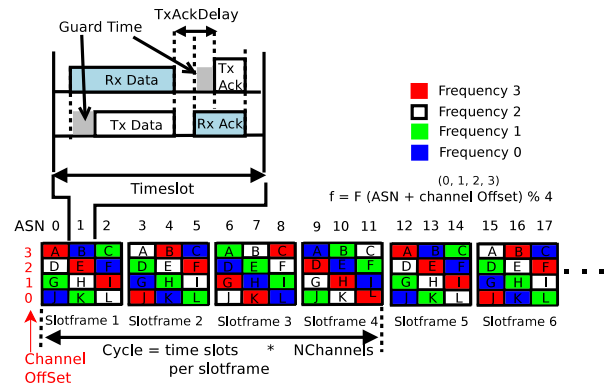 TxAckDelay
Guard Time
Rx Data
Tx
Ack
Tx Data
Rx Ack
Timeslot
Frequency 3
Frequency 2
Frequency 1
Frequency 0
(0, 1, 2, 3)
f = F (ASN + channel Offset) % 4
ASN 0 1 2 3 4 5 6 7 8 9 10 11 12 13 14 15 16 17
3 A B C A B C A B C A B C A B C A B C
2 D E F D E F D E F D E F D E F D E F
1 G H I G H I G H I G H I G H I G H I
0 J K L J K L J K L J K L J K L J K L
Slotframe 1 Slotframe 2 Slotframe 3 Slotframe 4 Slotframe 5 Slotframe 6
Channel
OffSet
Cycle = time slots * NChannels
per slotframe